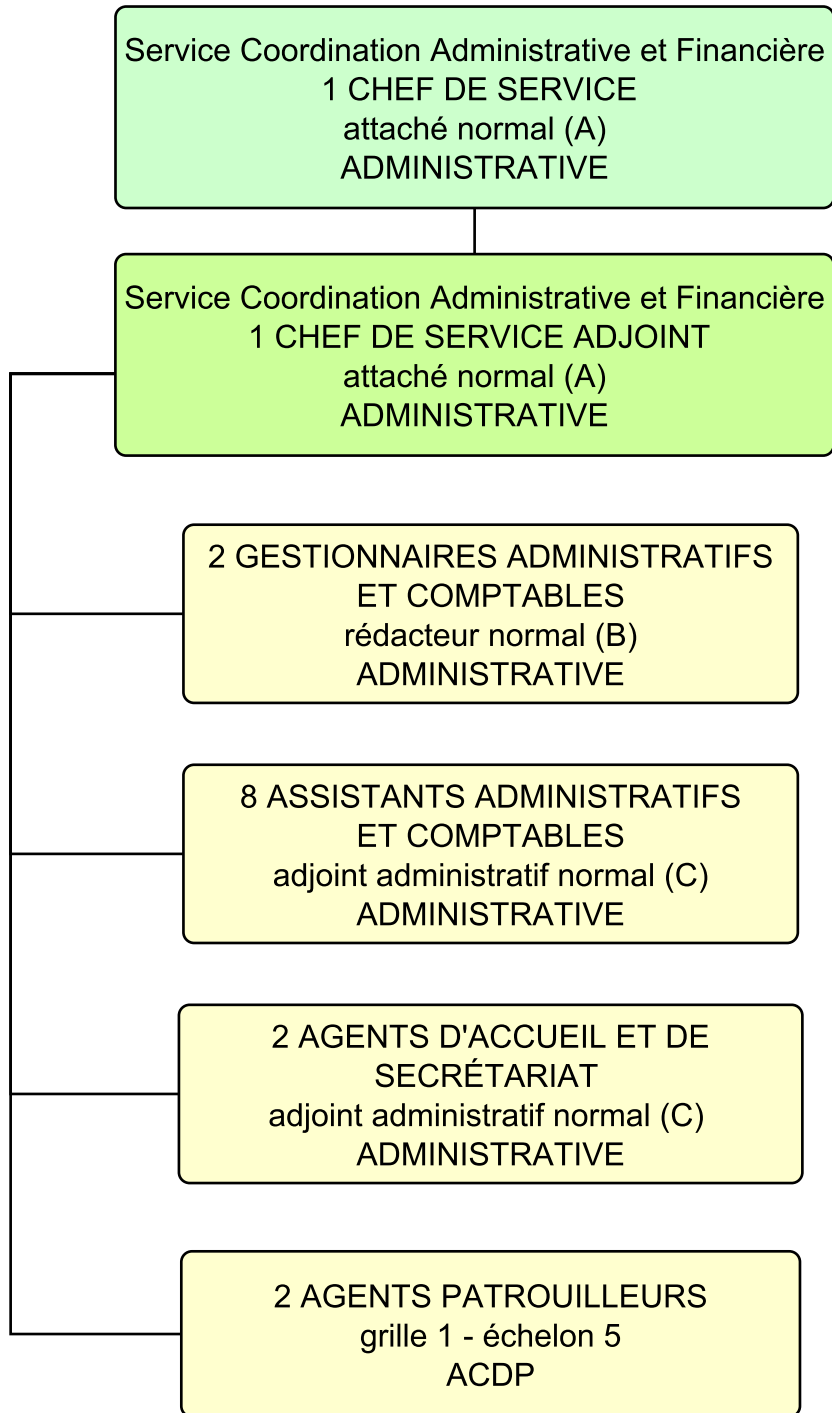 Service Coordination Administrative et Financière
1 CHEF DE SERVICE
attaché normal (A)
ADMINISTRATIVE
Service Coordination Administrative et Financière
1 CHEF DE SERVICE ADJOINT
attaché normal (A)
ADMINISTRATIVE
2 GESTIONNAIRES ADMINISTRATIFS
ET COMPTABLES
rédacteur normal (B)
ADMINISTRATIVE
8 ASSISTANTS ADMINISTRATIFS
ET COMPTABLES
adjoint administratif normal (C)
ADMINISTRATIVE
2 AGENTS D'ACCUEIL ET DE
SECRÉTARIAT
adjoint administratif normal (C)
ADMINISTRATIVE
2 AGENTS PATROUILLEURS
grille 1 - échelon 5
ACDP